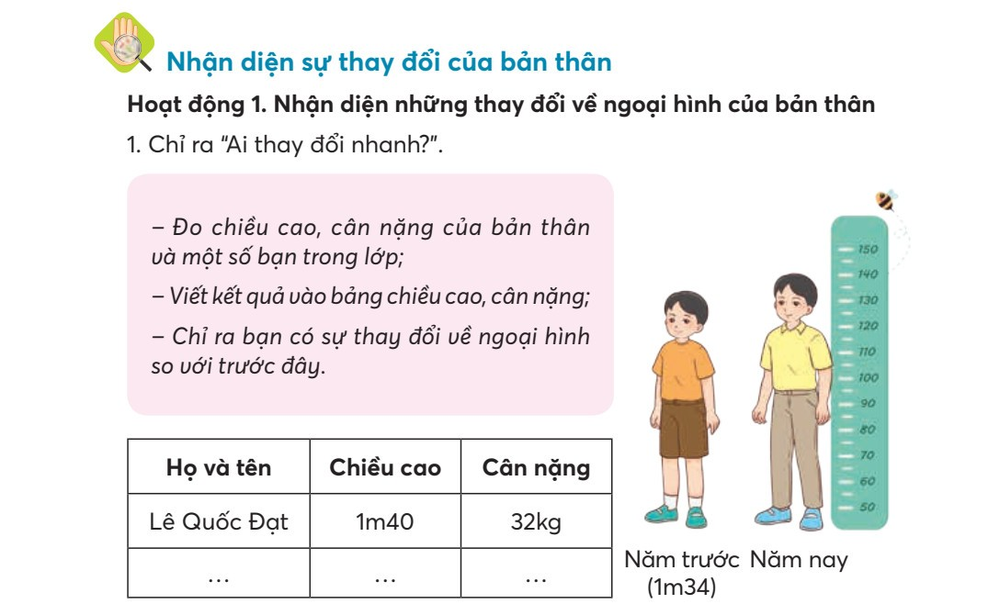 Nhận diện sự thay đổi của bản thân
Hoạt động 1. Nhận diện những thay đổi về ngoại hình của bản thân
1. Chỉ ra “Ai thay đổi nhanh?”.
– Đo chiều cao, cân nặng của bản thân
và một số bạn trong lớp;
– Viết kết quả vào bảng chiều cao, cân nặng;
– Chỉ ra bạn có sự thay đổi về ngoại hình
so với trước đây.
150
140
130
120
110
100
90
80
70
60
50
Họ và tên Chiều cao Cân nặng
Lê Quốc Đạt 1m40 32kg
... ... ...
Năm trước Năm nay
(1m34)